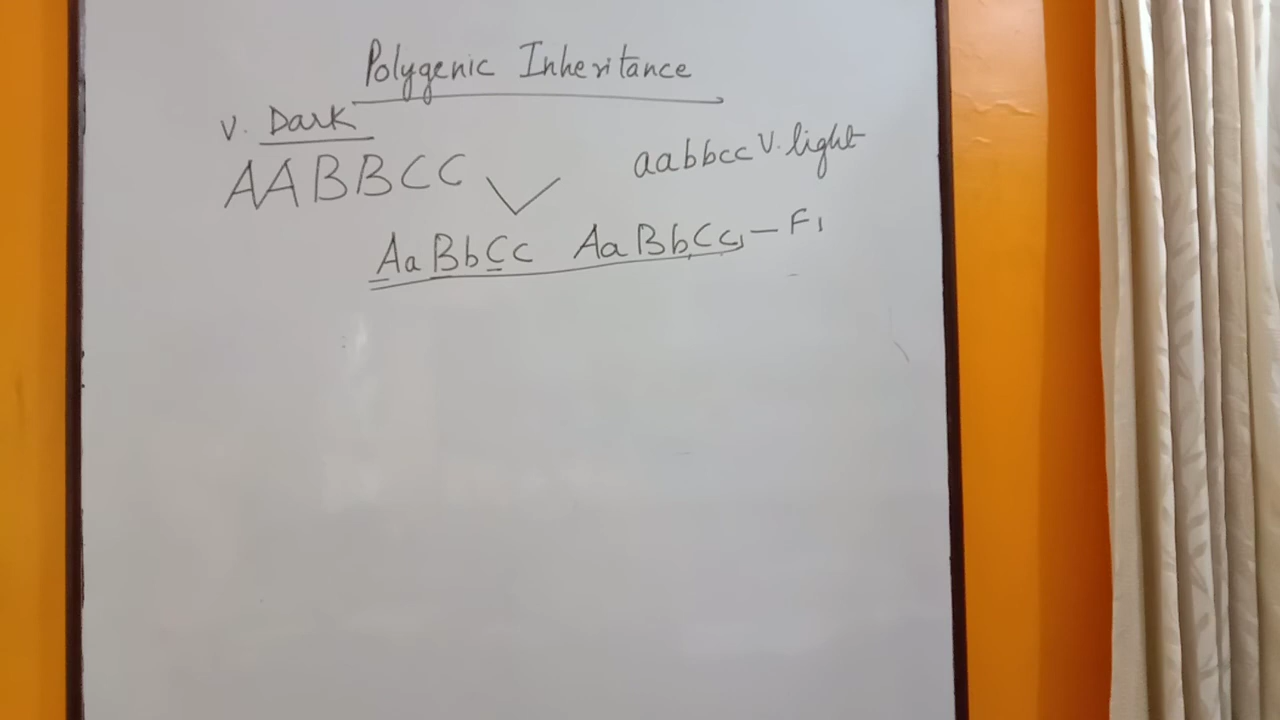 Polygenic Inheritance
V. Dark
AABBCC aabbcc V. light
AaBbCc AaBbCc, — F1